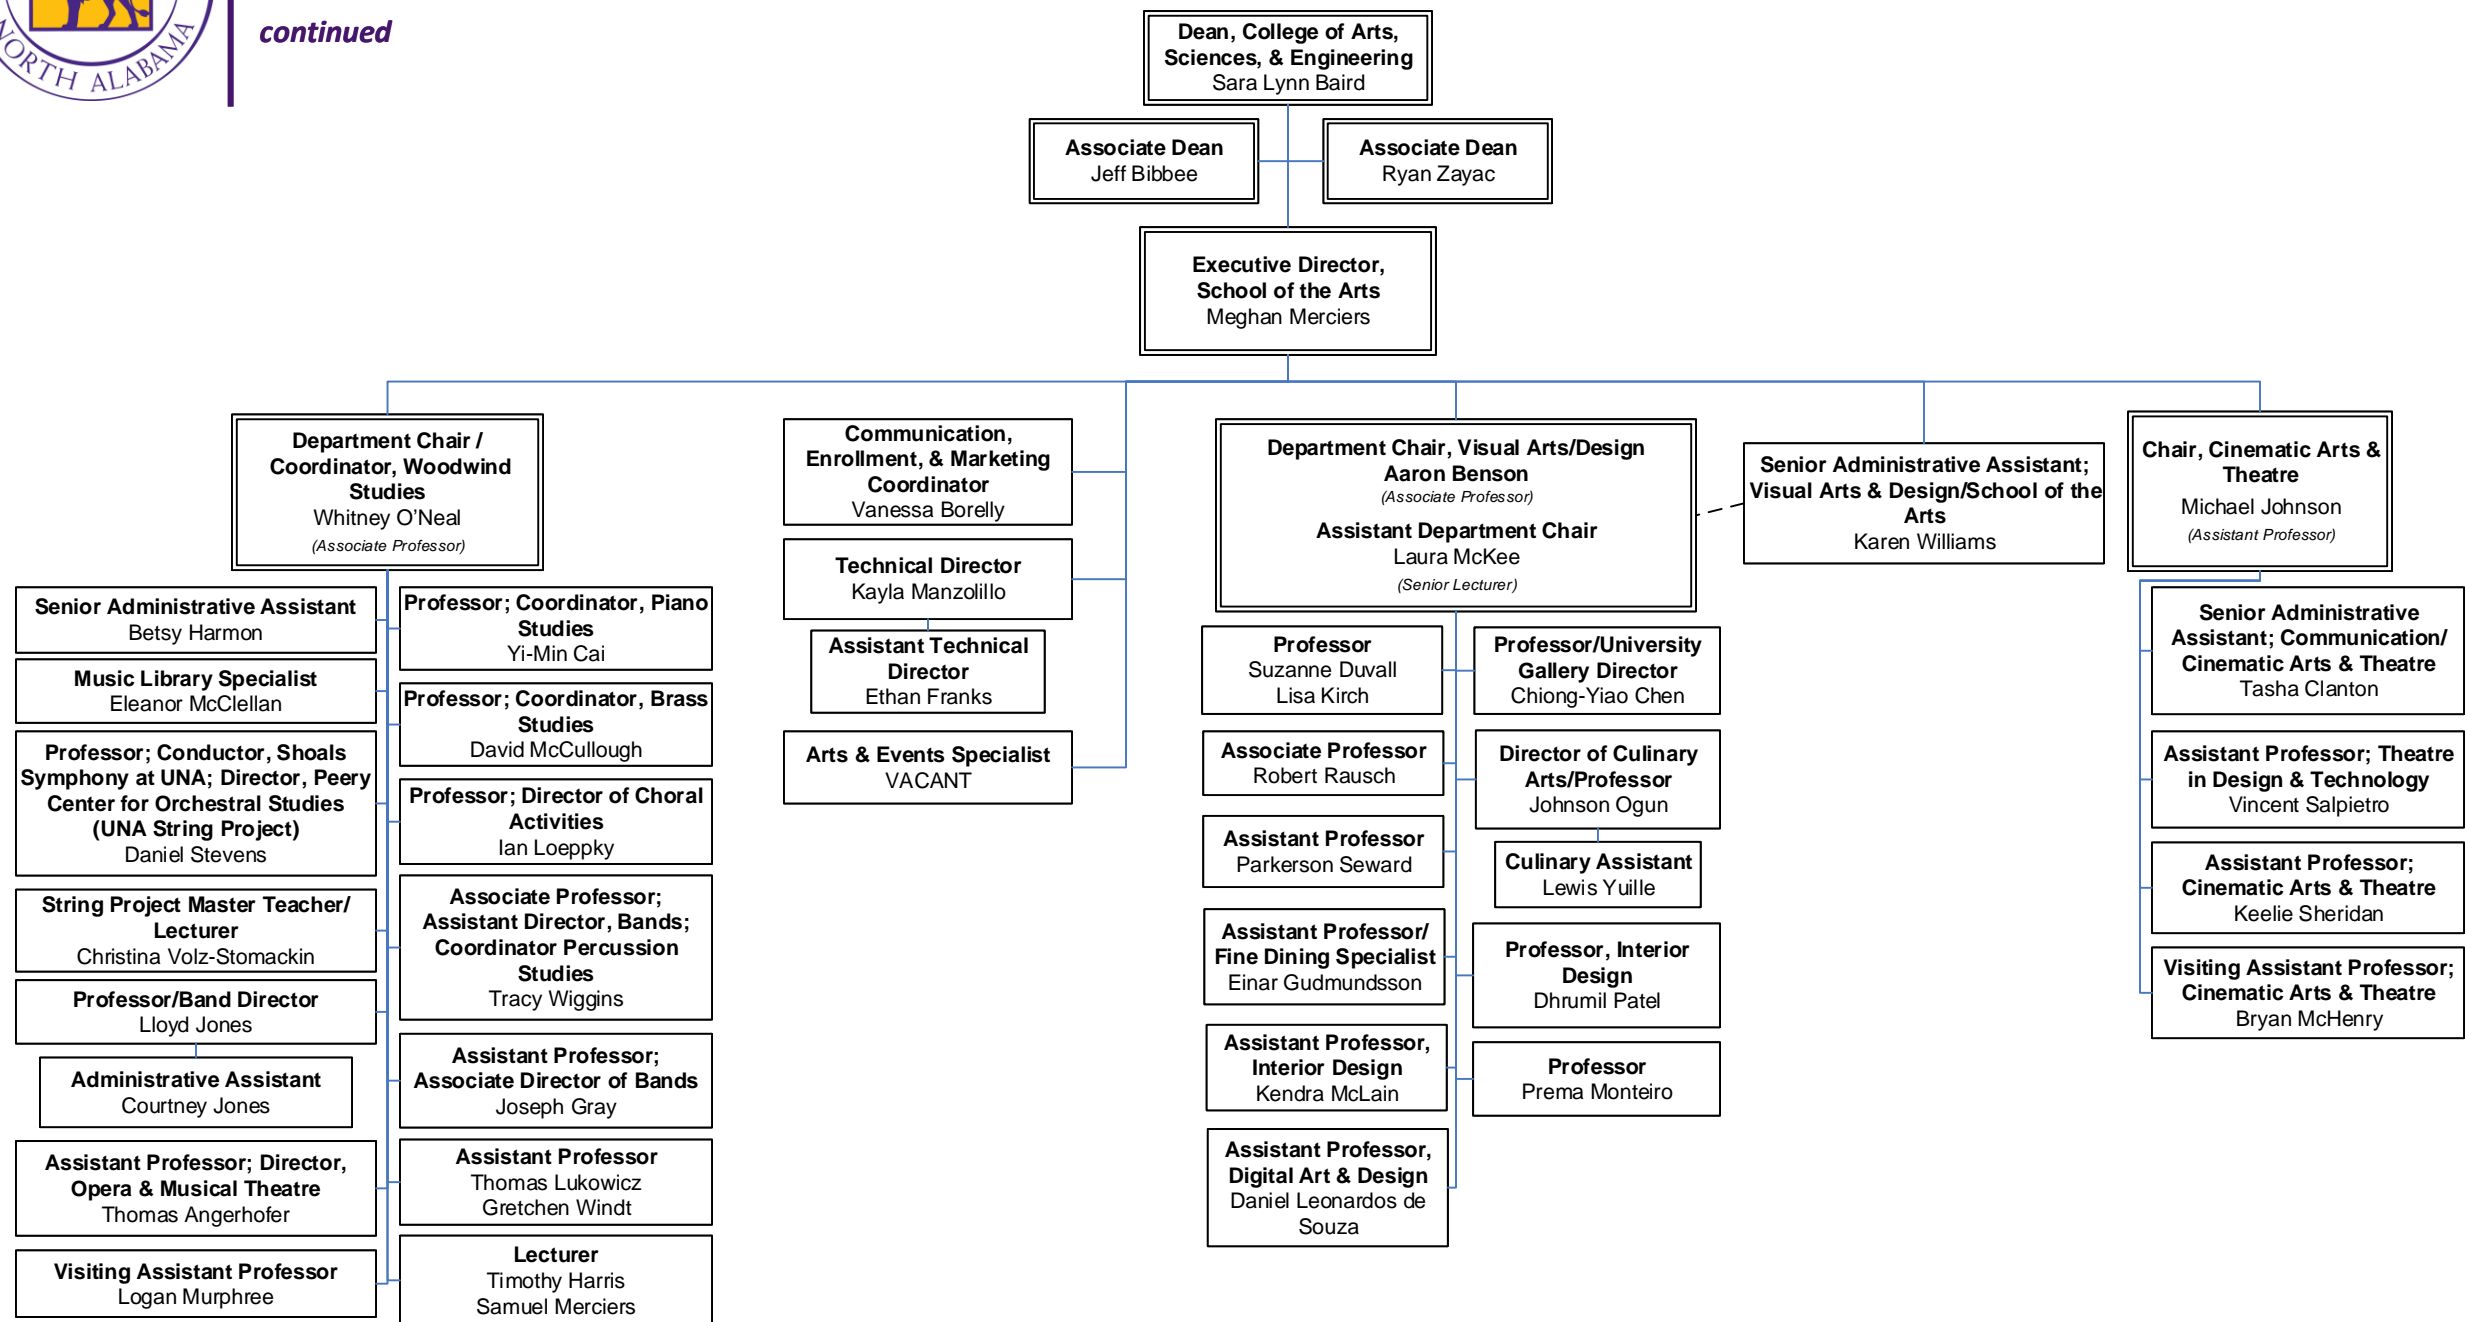 NORTH ALABAMA
continued
Dean, College of Arts,
Sciences, & Engineering
Sara Lynn Baird
Associate Dean
Jeff Bibbee
Associate Dean
Ryan Zayac
Executive Director,
School of the Arts
Meghan Merciers
Department Chair /
Coordinator, Woodwind
Studies
Whitney O’Neal
(Associate Professor)
Senior Administrative Assistant
Betsy Harmon
Music Library Specialist
Eleanor McClellan
Professor; Conductor, Shoals
Symphony at UNA; Director, Peery
Center for Orchestral Studies
(UNA String Project)
Daniel Stevens
String Project Master Teacher/
Lecturer
Christina Volz-Stomackin
Professor/Band Director
Lloyd Jones
Administrative Assistant
Courtney Jones
Assistant Professor; Director,
Opera & Musical Theatre
Thomas Angerhofer
Visiting Assistant Professor
Logan Murphree
Professor; Coordinator, Piano
Studies
Yi-Min Cai
Professor; Coordinator, Brass
Studies
David McCullough
Professor; Director of Choral
Activities
Ian Loeppky
Associate Professor;
Assistant Director, Bands;
Coordinator Percussion
Studies
Tracy Wiggins
Assistant Professor;
Associate Director of Bands
Joseph Gray
Assistant Professor
Thomas Lukowicz
Gretchen Windt
Lecturer
Timothy Harris
Samuel Merciers
Communication,
Enrollment, & Marketing
Coordinator
Vanessa Borelly
Technical Director
Kayla Manzolillo
Assistant Technical
Director
Ethan Franks
Arts & Events Specialist
VACANT
Department Chair, Visual Arts/Design
Aaron Benson
(Associate Professor)
Assistant Department Chair
Laura McKee
(Senior Lecturer)
Professor
Suzanne Duvall
Lisa Kirch
Associate Professor
Robert Rausch
Assistant Professor
Parkerson Seward
Assistant Professor/
Fine Dining Specialist
Einar Gudmundsson
Assistant Professor,
Interior Design
Kendra McLain
Assistant Professor,
Digital Art & Design
Daniel Leonardos de
Souza
Professor/University
Gallery Director
Chiong-Yiao Chen
Director of Culinary
Arts/Professor
Johnson Ogun
Culinary Assistant
Lewis Yuille
Professor, Interior
Design
Dhrumil Patel
Professor
Prema Monteiro
Senior Administrative Assistant;
Visual Arts & Design/School of the
Arts
Karen Williams
Chair, Cinematic Arts &
Theatre
Michael Johnson
(Assistant Professor)
Senior Administrative
Assistant; Communication/
Cinematic Arts & Theatre
Tasha Clanton
Assistant Professor; Theatre
in Design & Technology
Vincent Salpietro
Assistant Professor;
Cinematic Arts & Theatre
Keelie Sheridan
Visiting Assistant Professor;
Cinematic Arts & Theatre
Bryan McHenry